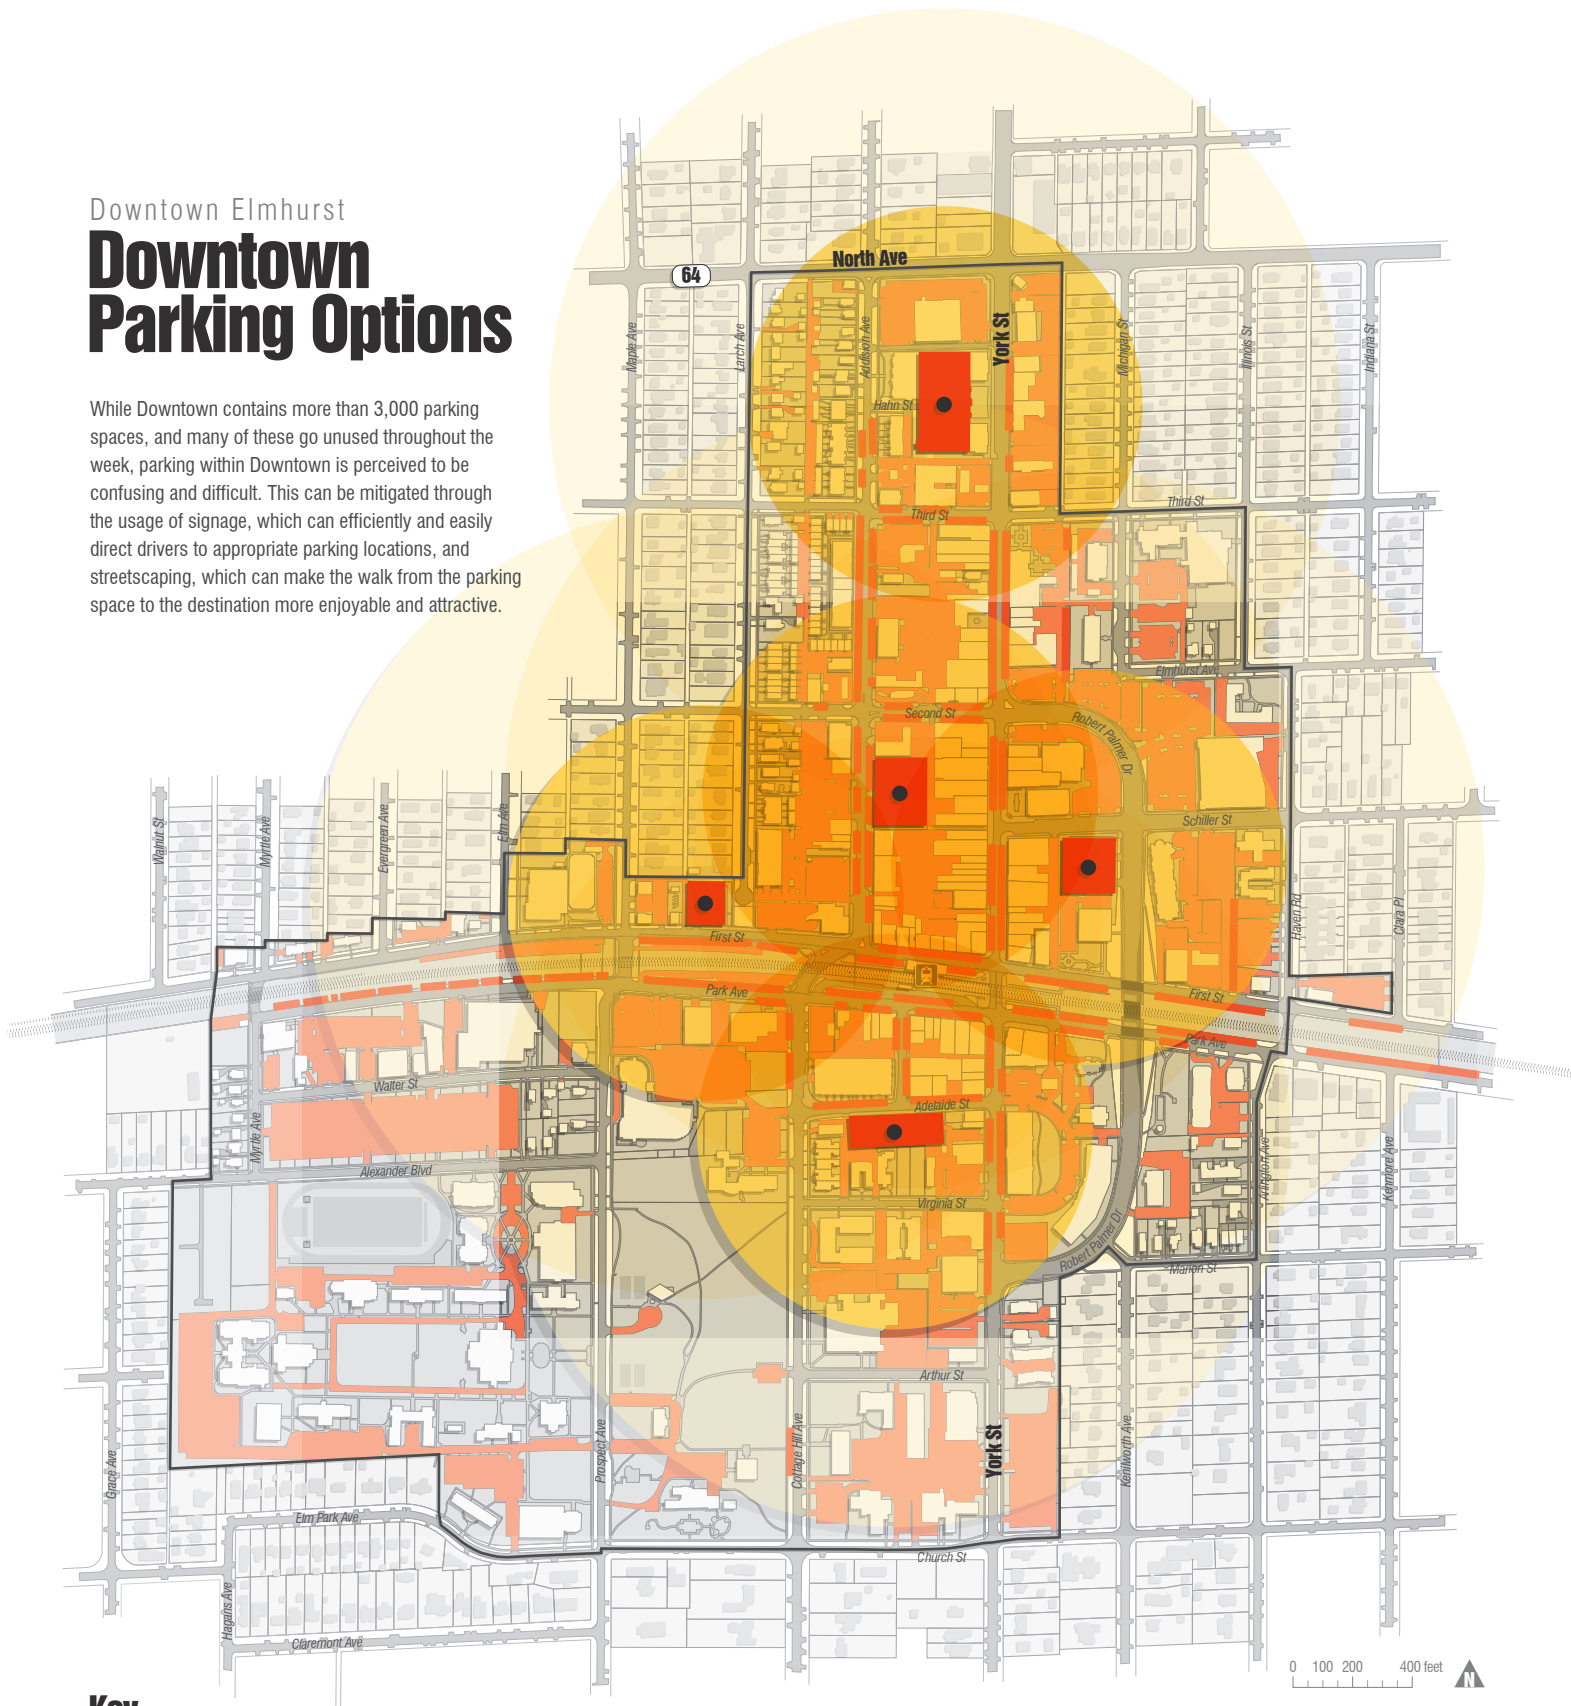 Downtown Elmhurst
Downtown
Parking Options
While Downtown contains more than 3,000 parking
spaces, and many of these go unused throughout the
week, parking within Downtown is perceived to be
confusing and difficult. This can be mitigated through
the usage of signage, which can efficiently and easily
direct drivers to appropriate parking locations, and
streetscaping, which can make the walk from the parking
space to the destination more enjoyable and attractive.
North Ave
64
York St
Maple Ave
Larch Ave
Addision Ave
Michigan St
Illinois St
Indiana St
Hahn St
Third St
Third St
Elmhurst Ave
Second St
Robert Palmer Dr
Schiller St
Walnut St
Myrtle Ave
Evergreen Ave
Elm Ave
Haven Rd
Clara Pl
First St
Park Ave
First St
Park Ave
Walter St
Adelaide St
Myrtle Ave
Alexander Blvd
Virginia St
Robert Palmer Dr
Arlington Ave
Kenmore Ave
Marion St
Arthur St
Grace Ave
Prospect Ave
Cottage Hill Ave
York St
Kenilworth Ave
Elm Park Ave
Church St
Hagans Ave
Claremont Ave
0 100 200 400 feet
N
Key